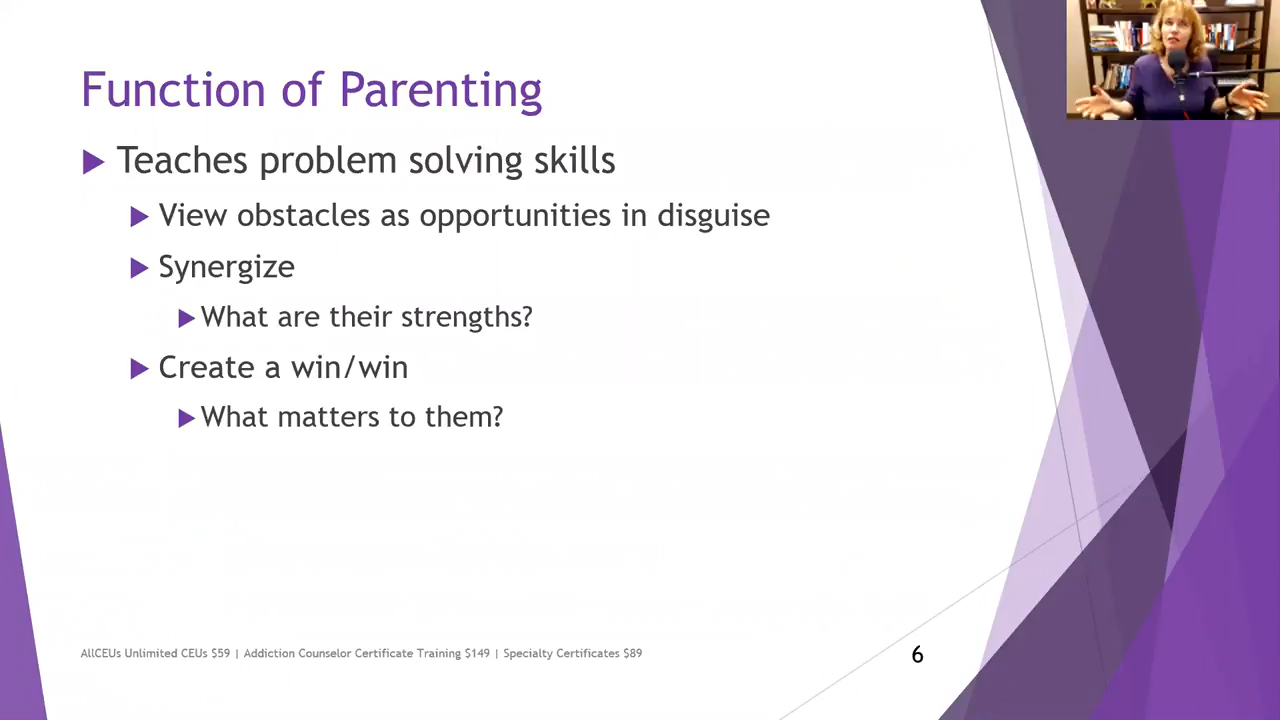 Function of Parenting
Teaches problem solving skills
View obstacles as opportunities in disguise
Synergize
What are their strengths?
Create a win/win
What matters to them?
AllCEUs Unlimited CEUs $59 | Addiction Counselor Certificate Training $149 | Specialty Certificates $89
6